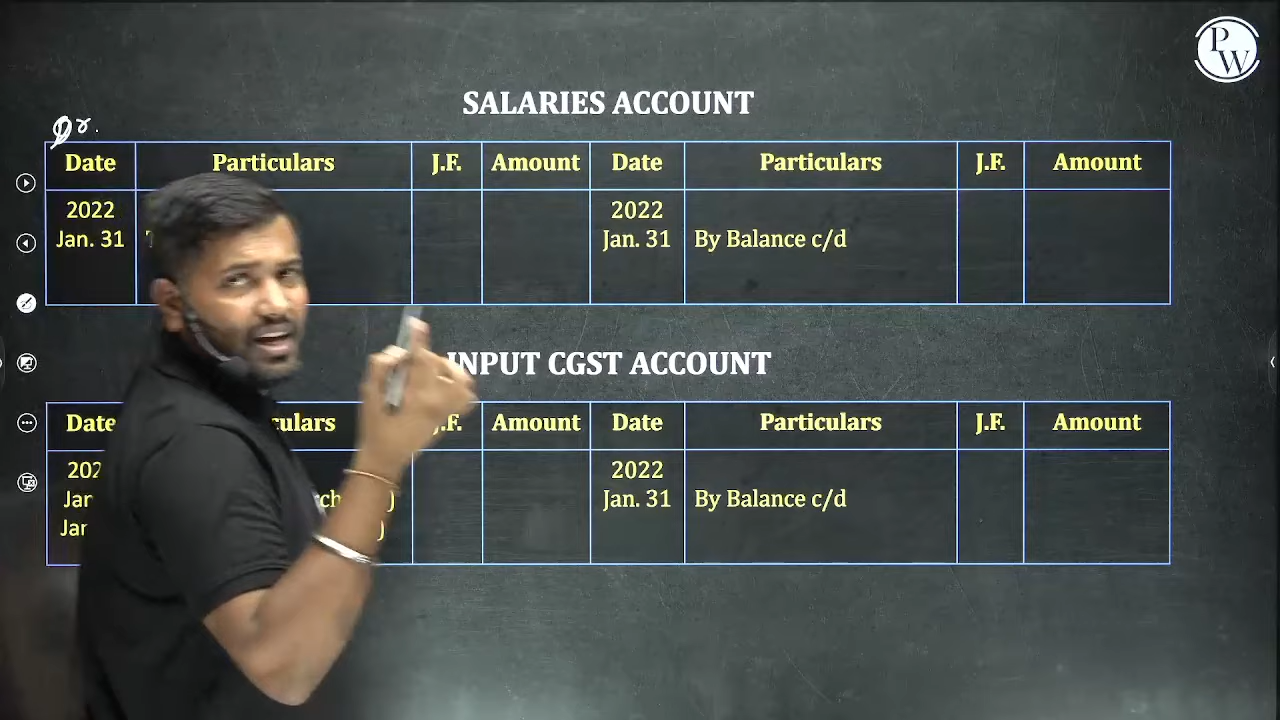 PW
SALARIES ACCOUNT
Dr.
Date Particulars J.F. Amount Date Particulars J.F. Amount
2022 2022
Jan. 31 Jan. 31 By Balance c/d
INPUT CGST ACCOUNT
Date J.F. Amount Date Particulars J.F. Amount
2022
Jan. 31 By Balance c/d